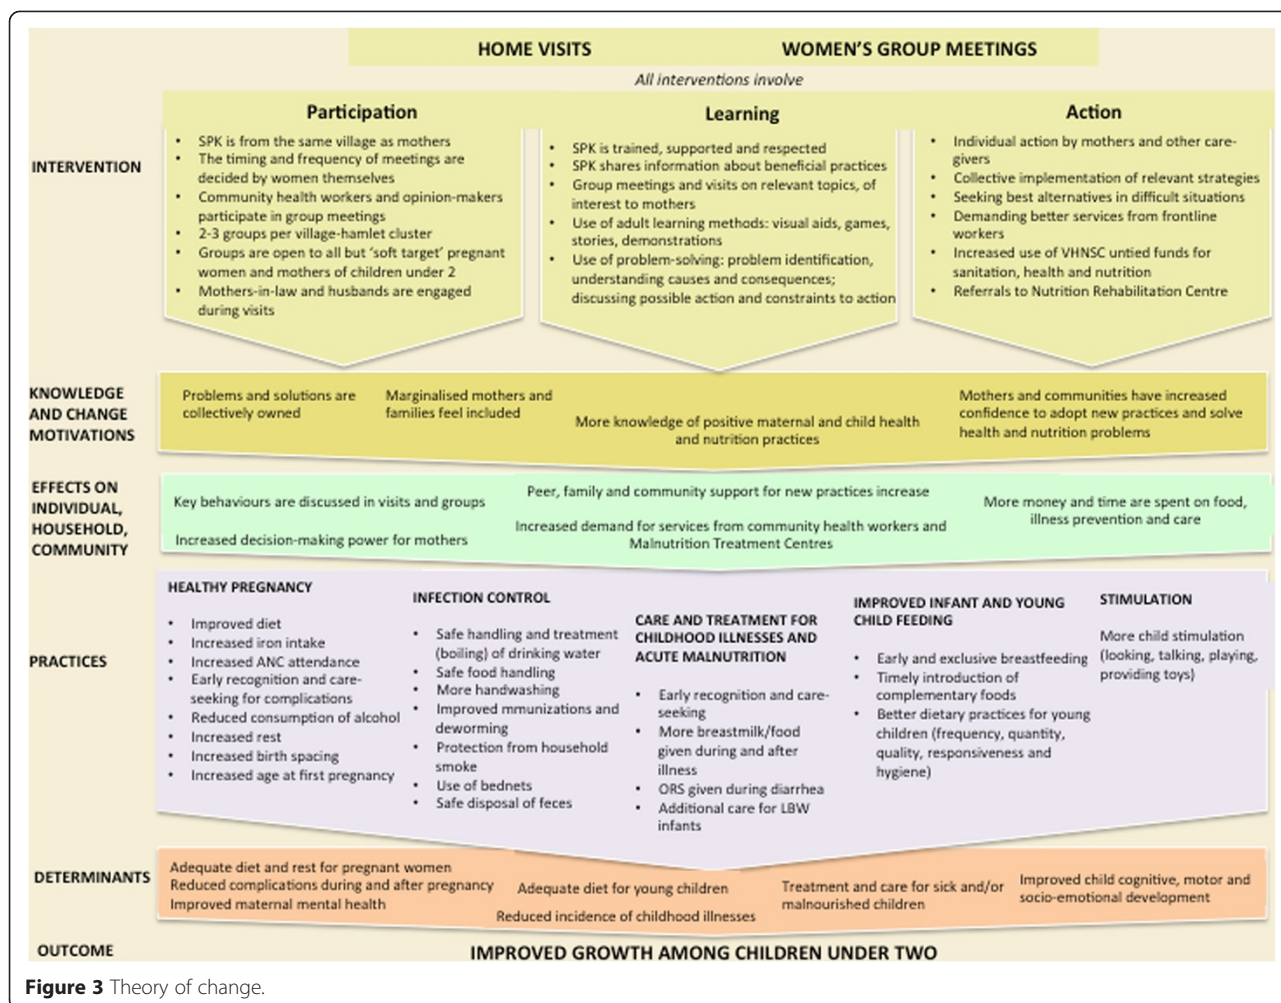 HOME VISITS
WOMEN'S GROUP MEETINGS
All interventions involve
INTERVENTION
Participation
• SPK is from the same village as mothers
• The timing and frequency of meetings are
decided by women themselves
• Community health workers and opinion-makers
participate in group meetings
• 2-3 groups per village-hamlet cluster
• Groups are open to all but 'soft target' pregnant
women and mothers of children under 2
• Mothers-in-law and husbands are engaged
during visits
Learning
• SPK is trained, supported and respected
• SPK shares information about beneficial practices
• Group meetings and visits on relevant topics, of
interest to mothers
• Use of adult learning methods: visual aids, games,
stories, demonstrations
• Use of problem-solving: problem identification,
understanding causes and consequences;
discussing possible action and constraints to action
Action
• Individual action by mothers and other care-
givers
• Collective implementation of relevant strategies
• Seeking best alternatives in difficult situations
• Demanding better services from frontline
workers
• Increased use of VHNSC untied funds for
sanitation, health and nutrition
• Referrals to Nutrition Rehabilitation Centre
KNOWLEDGE
AND CHANGE
MOTIVATIONS
Problems and solutions are
collectively owned
Marginalised mothers and
families feel included
More knowledge of positive maternal and child health
and nutrition practices
Mothers and communities have increased
confidence to adopt new practices and solve
health and nutrition problems
EFFECTS ON
INDIVIDUAL,
HOUSEHOLD,
COMMUNITY
Key behaviours are discussed in visits and groups
Increased decision-making power for mothers
Peer, family and community support for new practices increase
Increased demand for services from community health workers and
Malnutrition Treatment Centres
More money and time are spent on food,
illness prevention and care
PRACTICES
HEALTHY PREGNANCY
• Improved diet
• Increased iron intake
• Increased ANC attendance
• Early recognition and care-
seeking for complications
• Reduced consumption of alcohol
• Increased rest
• Increased birth spacing
• Increased age at first pregnancy
INFECTION CONTROL
• Safe handling and treatment
(boiling) of drinking water
• Safe food handling
• More handwashing
• Improved mmunizations and
deworming
• Protection from household
smoke
• Use of bednets
• Safe disposal of feces
CARE AND TREATMENT FOR
CHILDHOOD ILLNESSES AND
ACUTE MALNUTRITION
• Early recognition and care-
seeking
• More breastmilk/food
given during and after
illness
• ORS given during diarrhea
• Additional care for LBW
infants
IMPROVED INFANT AND YOUNG
CHILD FEEDING
• Early and exclusive breastfeeding
• Timely introduction of
complementary foods
• Better dietary practices for young
children (frequency, quantity,
quality, responsiveness and
hygiene)
STIMULATION
More child stimulation
(looking, talking, playing,
providing toys)
DETERMINANTS
Adequate diet and rest for pregnant women
Reduced complications during and after pregnancy
Improved maternal mental health
Adequate diet for young children
Reduced incidence of childhood illnesses
Treatment and care for sick and/or
malnourished children
Improved child cognitive, motor and
socio-emotional development
OUTCOME
IMPROVED GROWTH AMONG CHILDREN UNDER TWO
Figure 3 Theory of change.